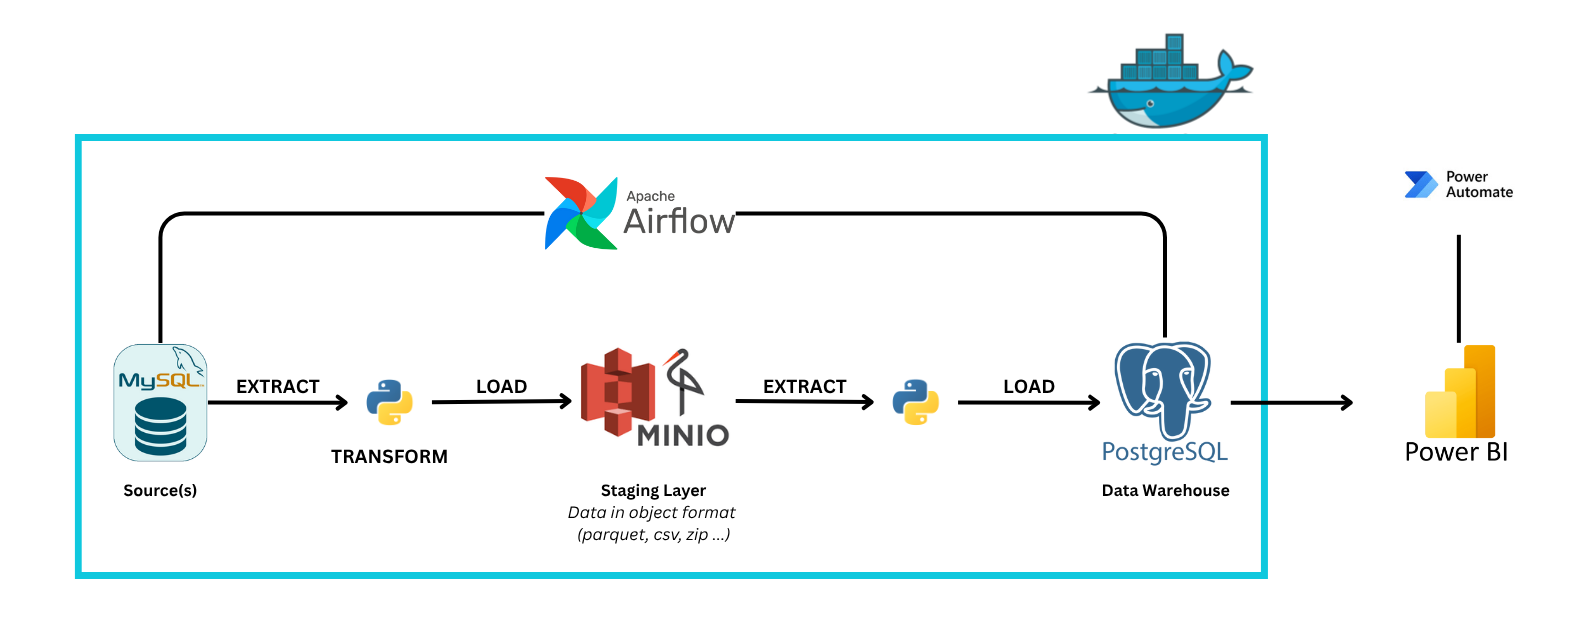 Apache
Airflow
Power
Automate
MySQL
EXTRACT
LOAD
EXTRACT
LOAD
MINIO
TRANSFORM
PostgreSQL
Power BI
Source(s)
Staging Layer
Data in object format
(parquet, csv, zip ...)
Data Warehouse